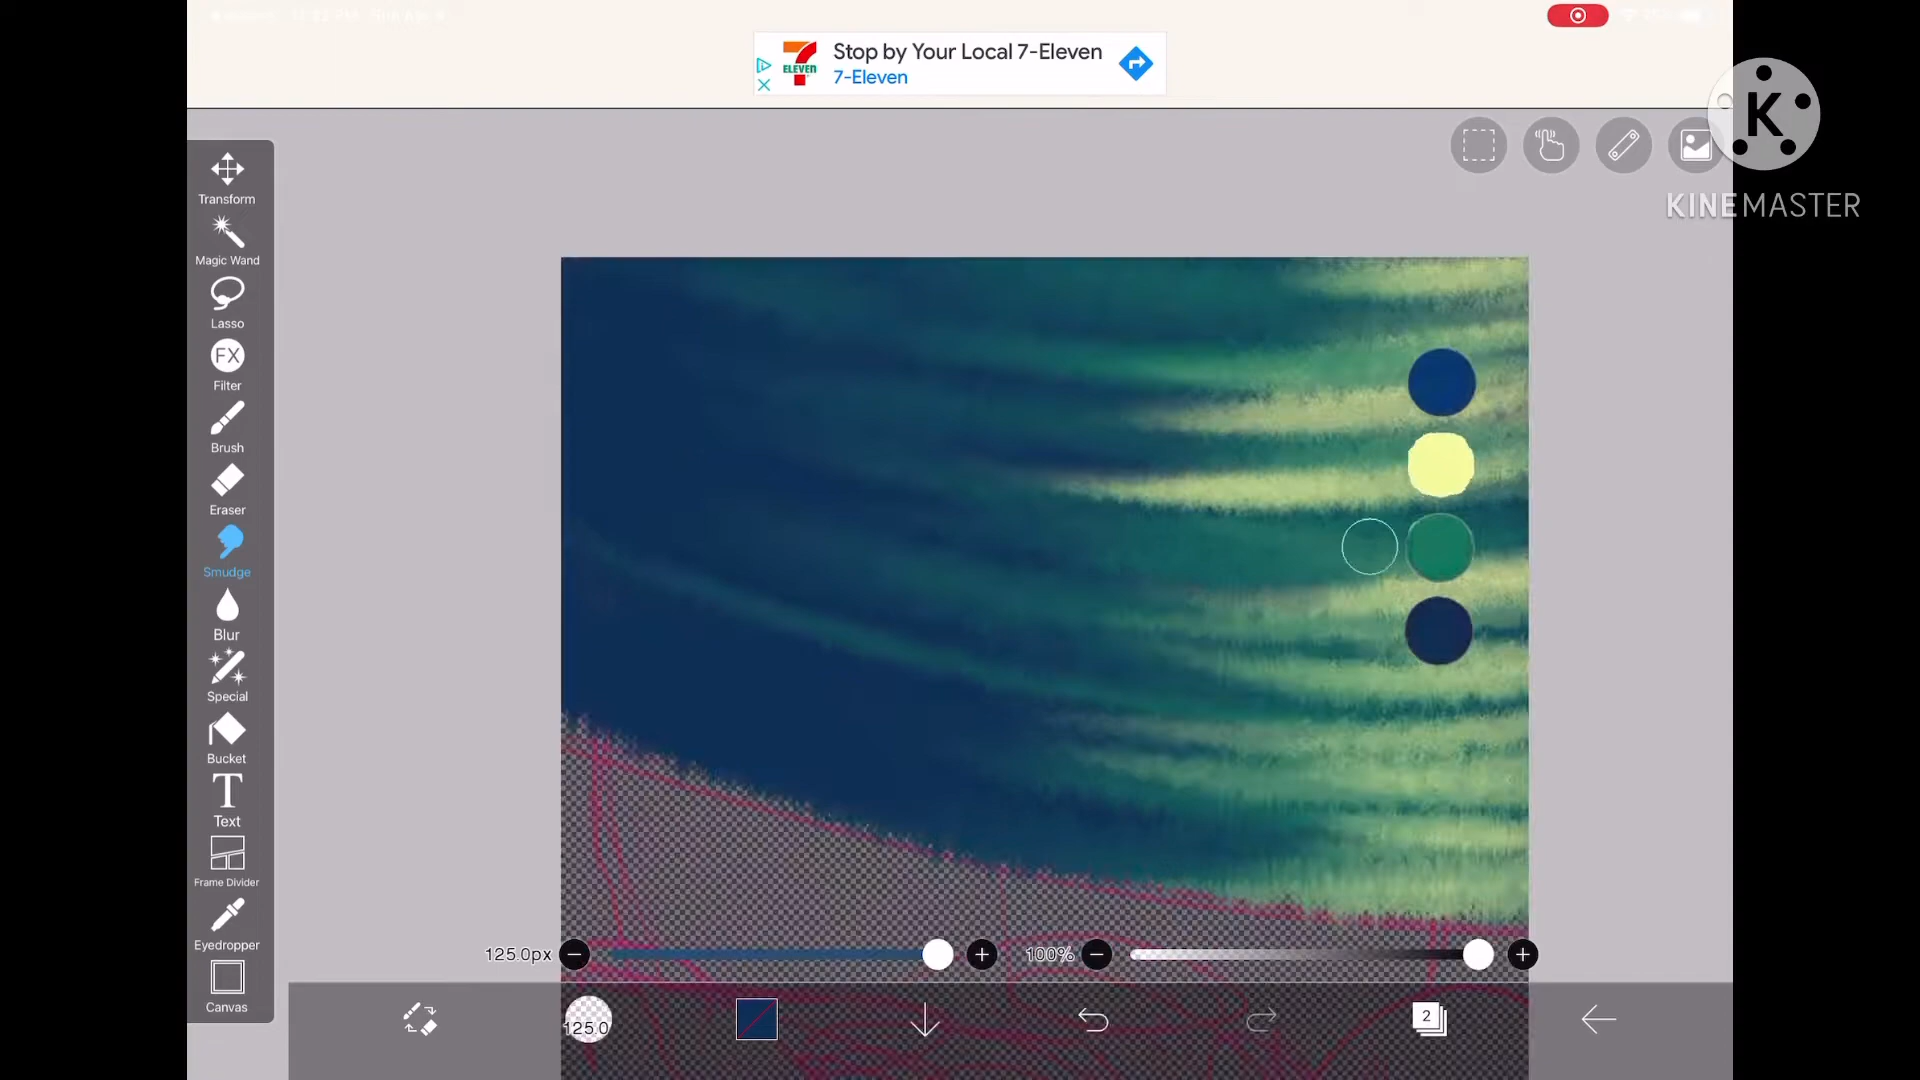 Stop by Your Local 7-Eleven
7-Eleven
ELEVEN
K
KINEMASTER
Transform
Magic Wand
Lasso
FX
Filter
Brush
Eraser
Smudge
Blur
Special
Bucket
T
Text
Frame Divider
Eyedropper
Canvas
125.0px
100%
125.0
2